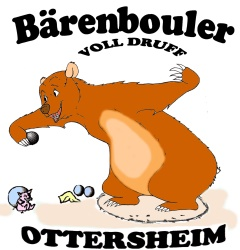 Bärenbouler
VOLL DRUFF
OTTERSHEIM